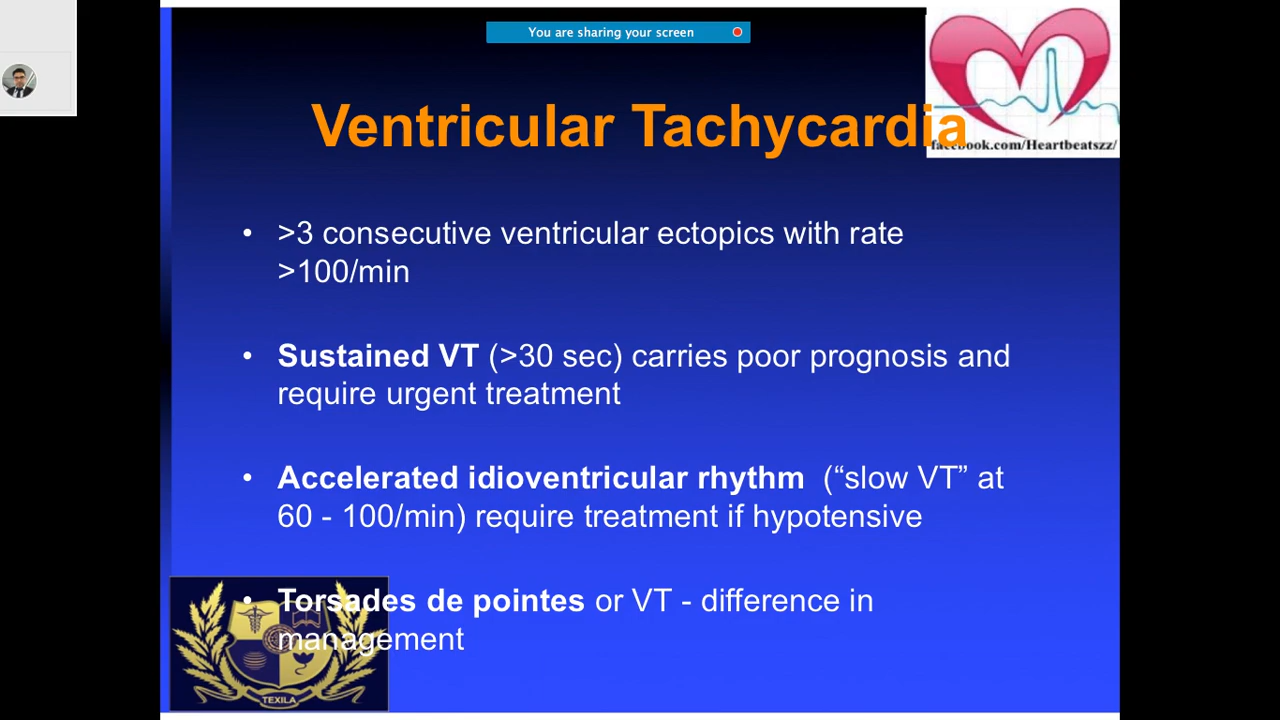 You are sharing your screen
Ventricular Tachycardia
facebook.com/Heartbeatszz/
• >3 consecutive ventricular ectopics with rate
>100/min
• Sustained VT (>30 sec) carries poor prognosis and
require urgent treatment
• Accelerated idioventricular rhythm (“slow VT” at
60 - 100/min) require treatment if hypotensive
• Torsades de pointes or VT - difference in
management
TEXILA